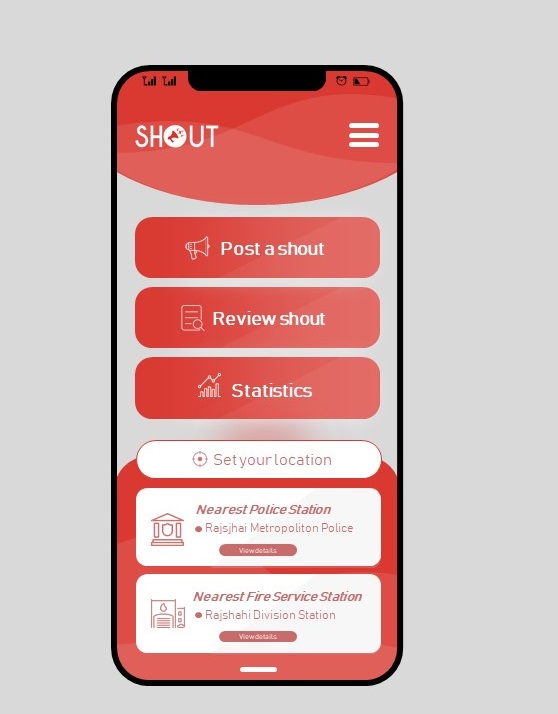 SHOUT
Post a shout
Review shout
Statistics
Set your location
Nearest Police Station
Rajsjhai Metropoliton Police
View details
Nearest Fire Service Station
Rajshahi Division Station
View details